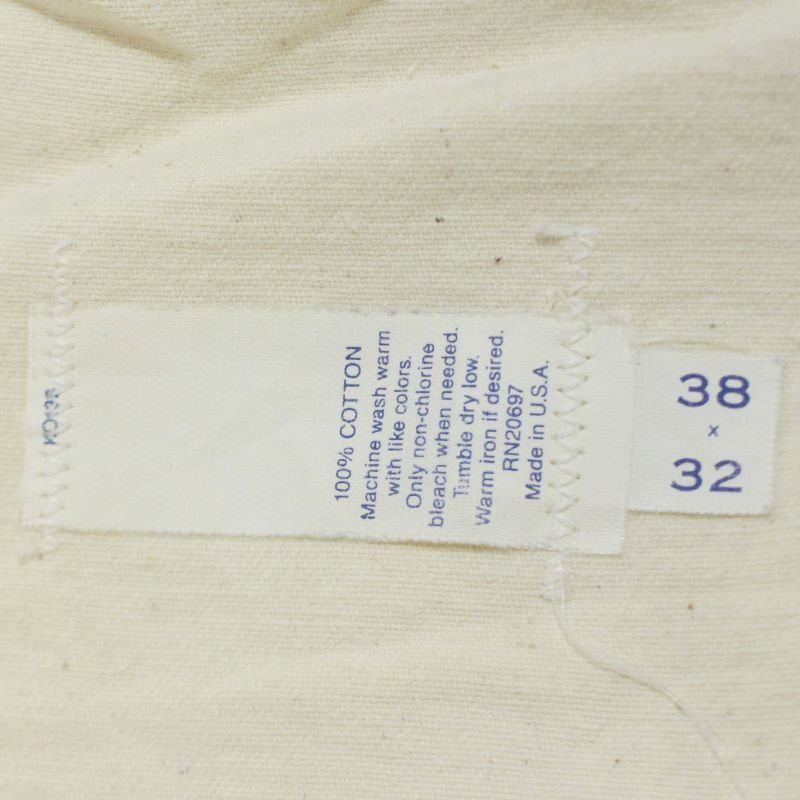 100% COTTON
Machine wash warm
with like colors.
Only non-chlorine
bleach when needed.
Tumble dry low.
Warm iron if desired.
RN20697
Made in U.S.A.
38
×
32